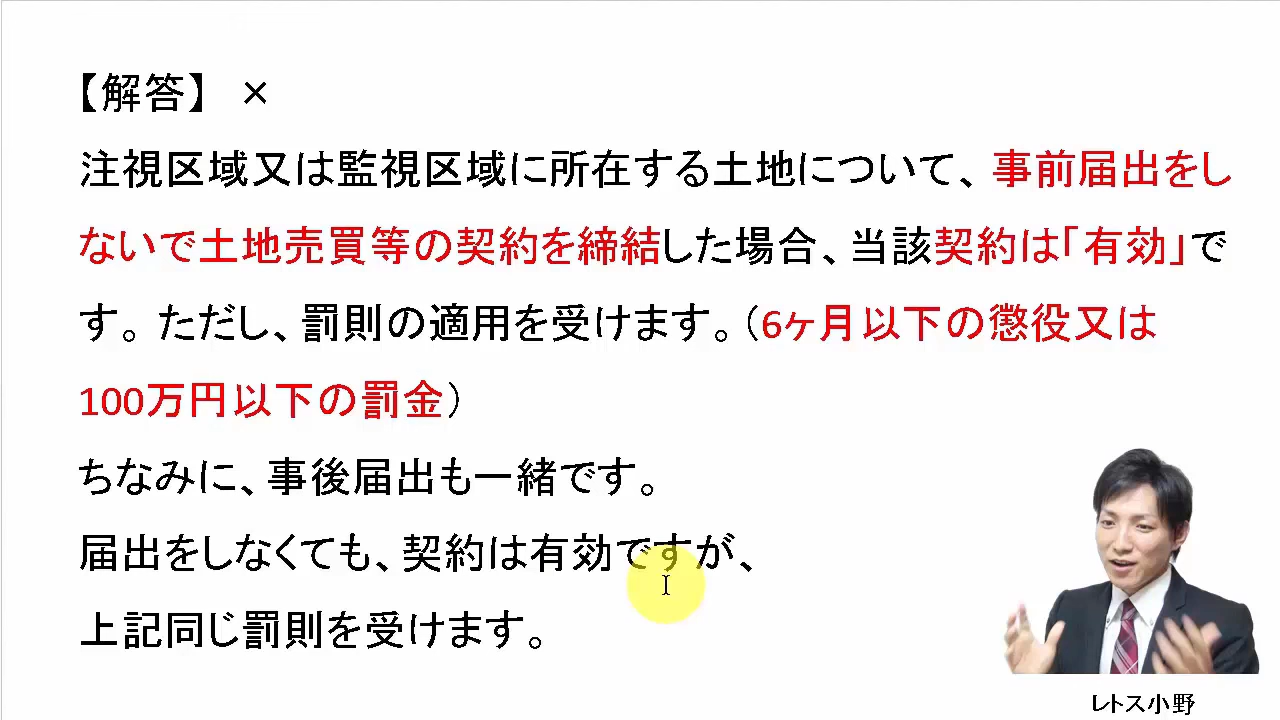 【解答】 ×
注視区域又は監視区域に所在する土地について、事前届出をし
ないで土地売買等の契約を締結した場合、当該契約は「有効」で
す。ただし、罰則の適用を受けます。（6ヶ月以下の懲役又は
100万円以下の罰金）
ちなみに、事後届出も一緒です。
届出をしなくても、契約は有効ですが、
上記同じ罰則を受けます。
レトス小野